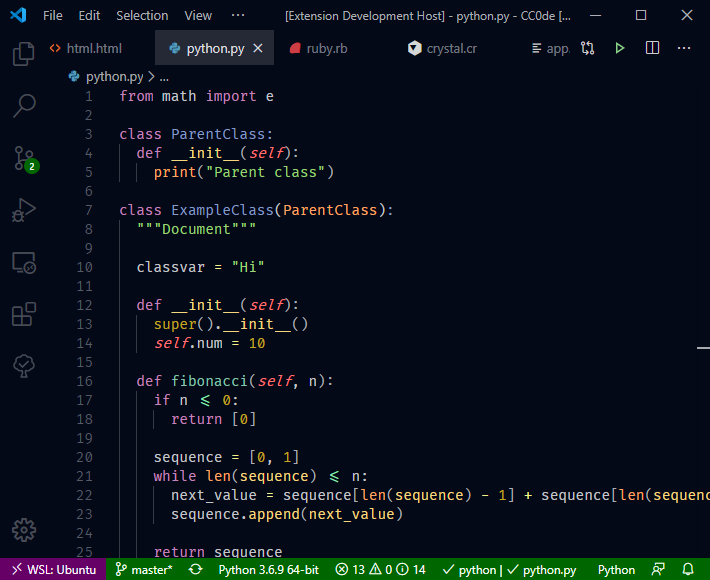 File Edit Selection View ··· [Extension Development Host] - python.py - CC0de [...
<> html.html python.py ruby.rb crystal.cr app.
python.py > ...
1 from math import e
2
3 class ParentClass:
4 def __init__(self):
5 print("Parent class")
6
7 class ExampleClass(ParentClass):
8 """Document"""
9
10 classvar = "Hi"
11
12 def __init__(self):
13 super().__init__()
14 self.num = 10
15
16 def fibonacci(self, n):
17 if n ⩽ 0:
18 return [0]
19
20 sequence = [0, 1]
21 while len(sequence) ⩽ n:
22 next_value = sequence[len(sequence) - 1] + sequence[len(sequenc
23 sequence.append(next_value)
24
25 return sequence
2
WSL: Ubuntu master* Python 3.6.9 64-bit 13 0 14 python | python.py Python